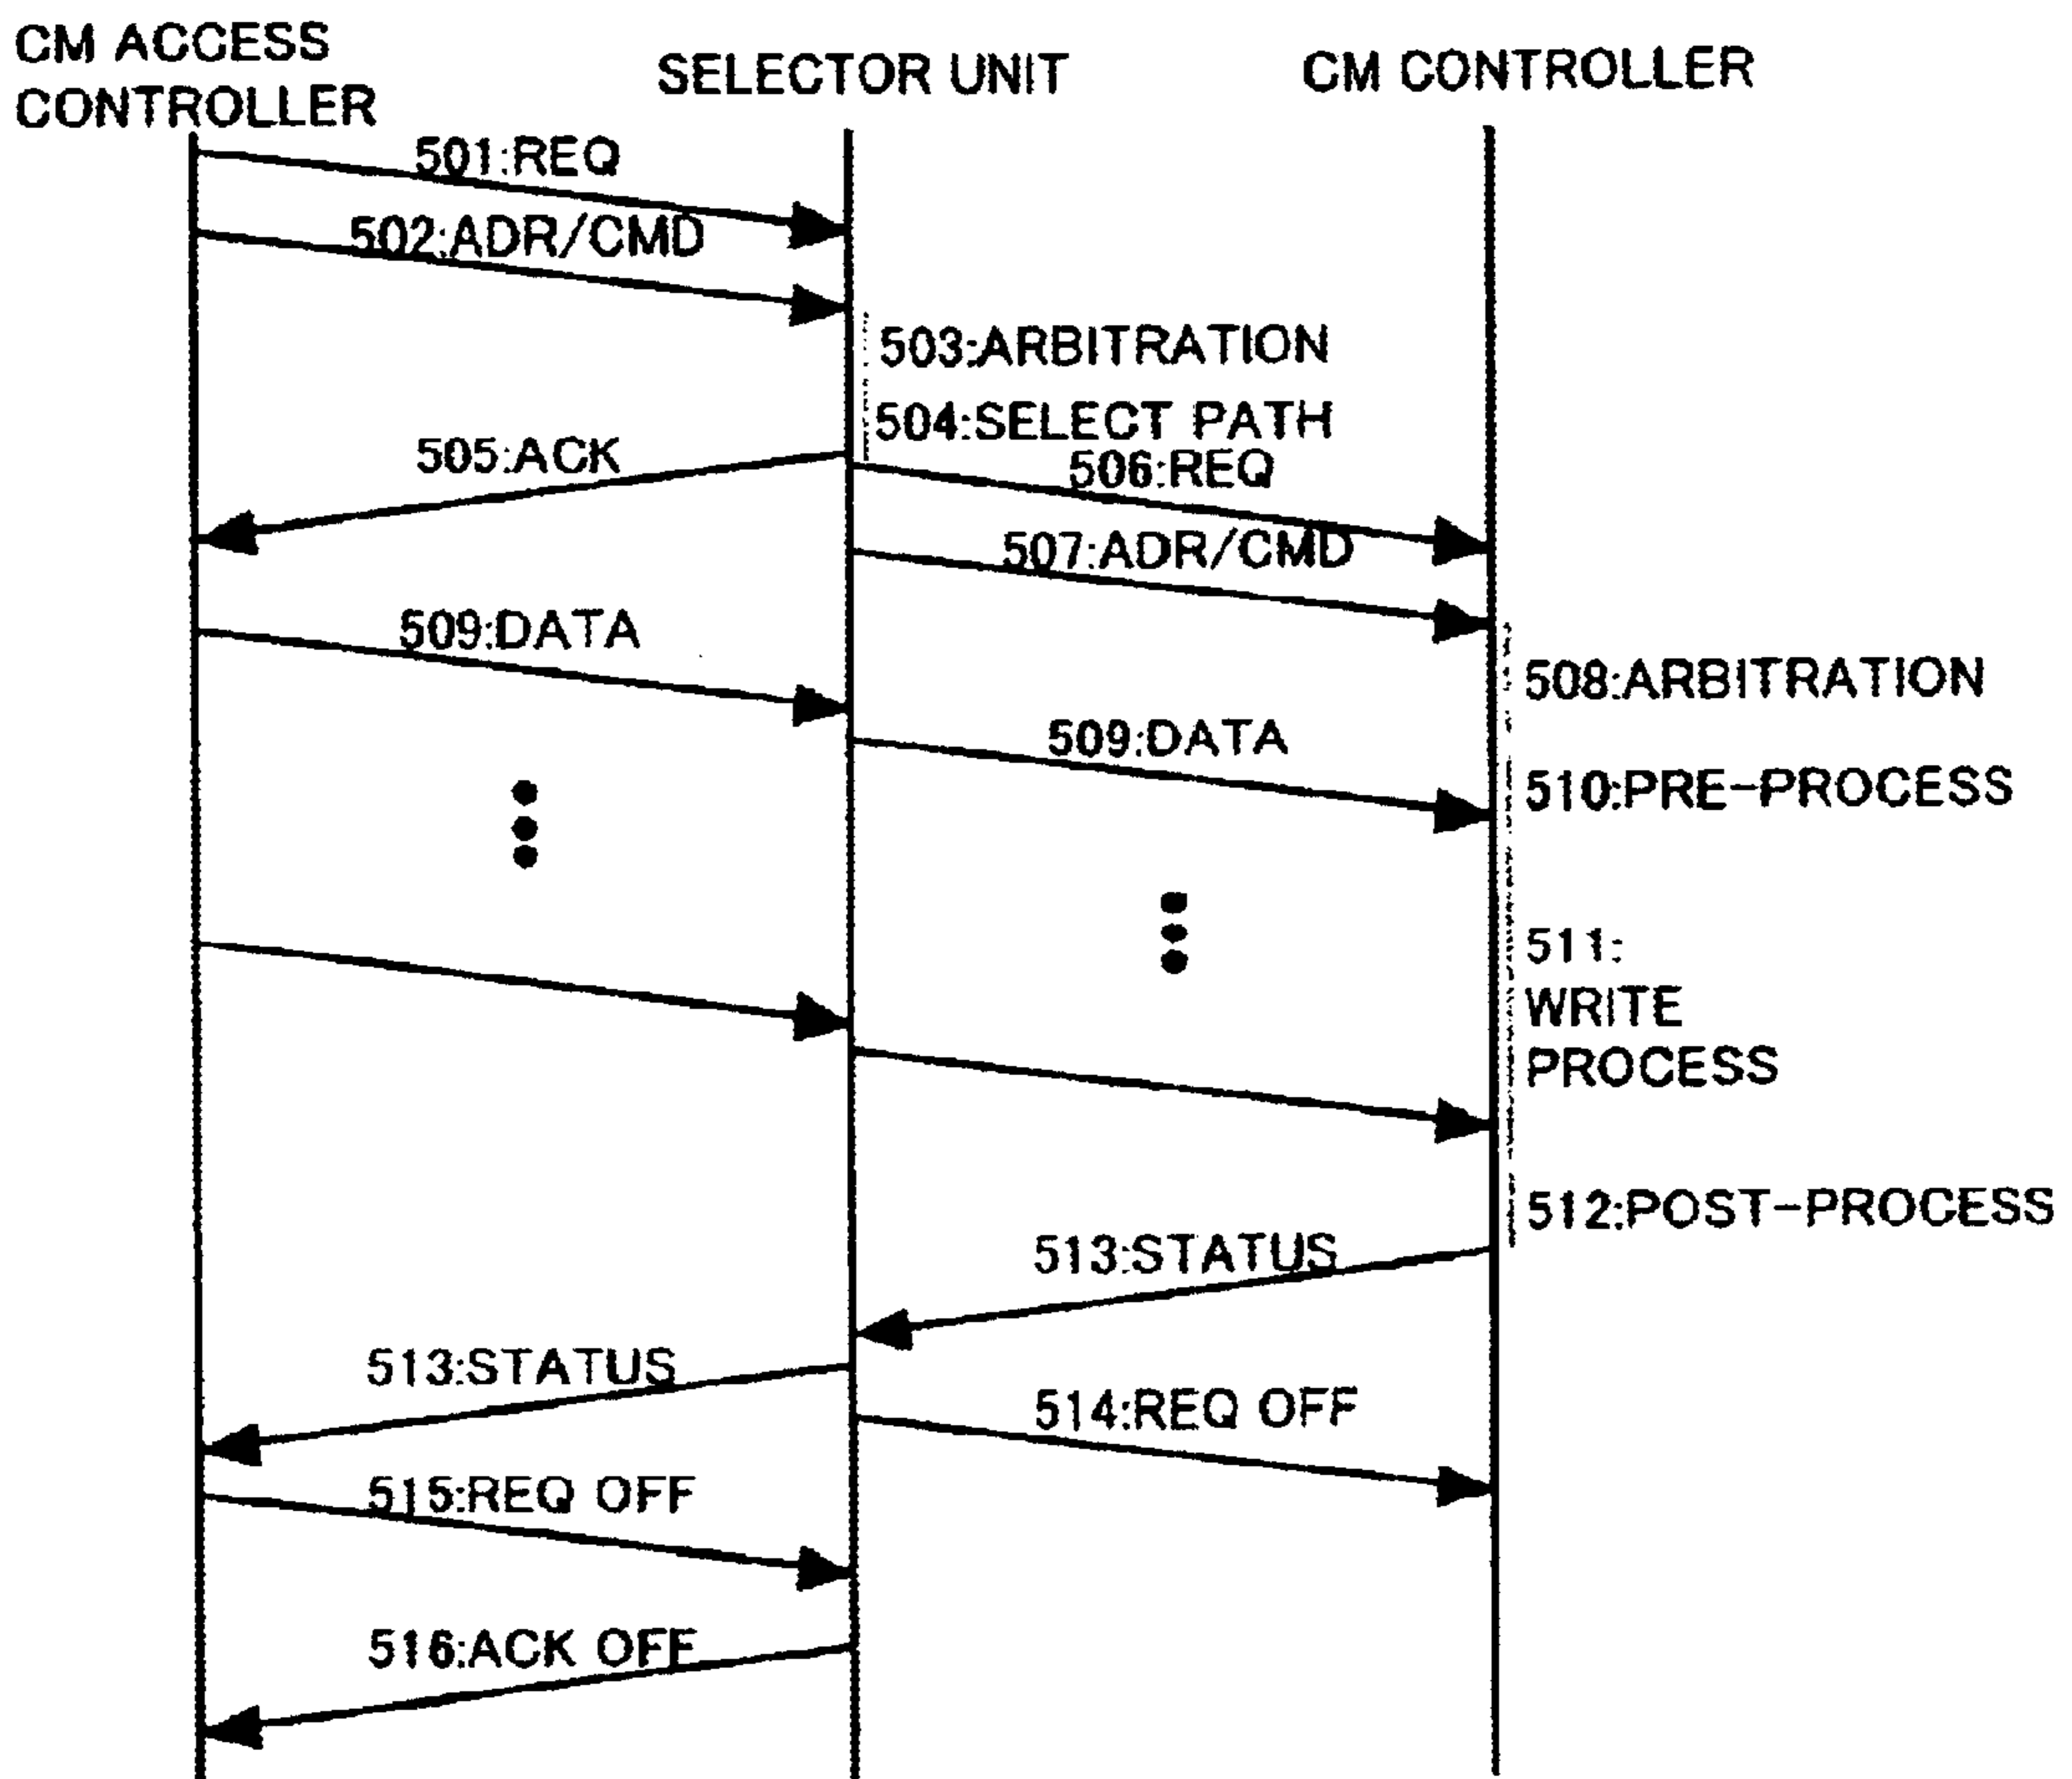 CM ACCESS
CONTROLLER
SELECTOR UNIT
CM CONTROLLER
501:REQ
502:ADR/CMD
503:ARBITRATION
504:SELECT PATH
505:ACK
506:REQ
507:ADR/CMD
509:DATA
508:ARBITRATION
509:DATA
510:PRE-PROCESS
511:
WRITE
PROCESS
512:POST-PROCESS
513:STATUS
513:STATUS
514:REQ OFF
515:REQ OFF
516:ACK OFF